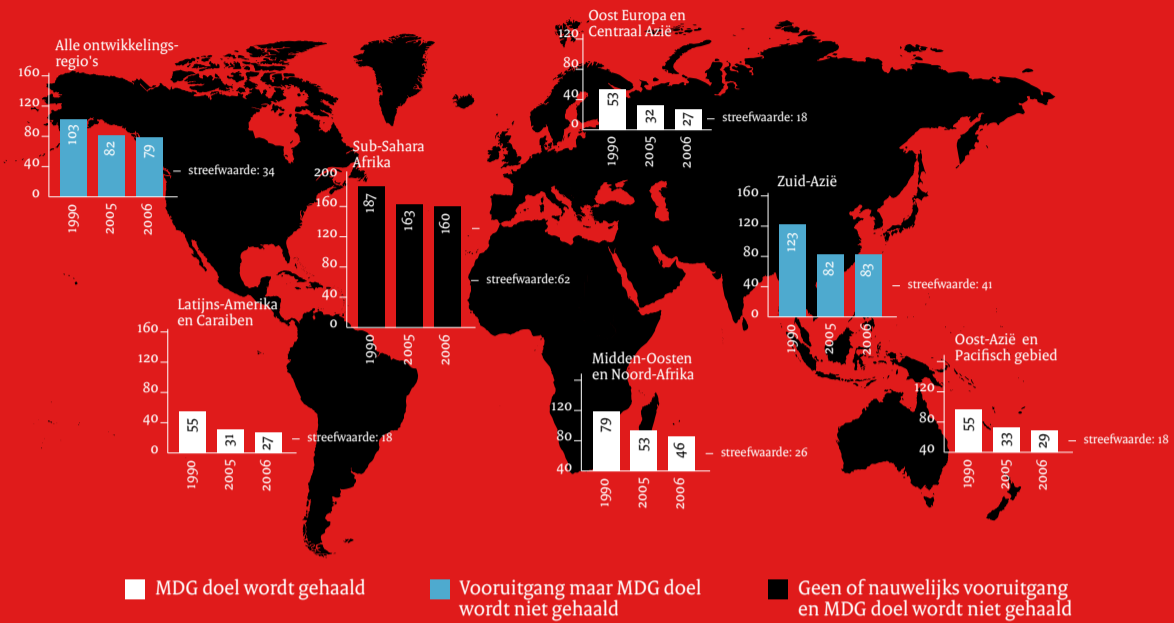 Alle ontwikkelings-
regio's
160
120
80
40
0
103
82
79
streefwaarde: 34
1990
2005
2006
Sub-Sahara
Afrika
200
160
120
80
40
0
187
163
160
streefwaarde:62
1990
2005
2006
Oost Europa en
Centraal Azië
120
80
40
0
53
32
27
streefwaarde: 18
1990
2005
2006
Zuid-Azië
160
120
80
40
0
123
82
83
streefwaarde: 41
1990
2005
2006
Latijns-Amerika
en Caraiben
160
120
80
40
0
55
31
27
streefwaarde: 18
1990
2005
2006
Midden-Oosten
en Noord-Afrika
120
80
40
79
53
46
streefwaarde: 26
1990
2005
2006
Oost-Azië en
Pacifisch gebied
120
80
40
55
33
29
streefwaarde: 18
1990
2005
2006
MDG doel wordt gehaald
Vooruitgang maar MDG doel
wordt niet gehaald
Geen of nauwelijks vooruitgang
en MDG doel wordt niet gehaald